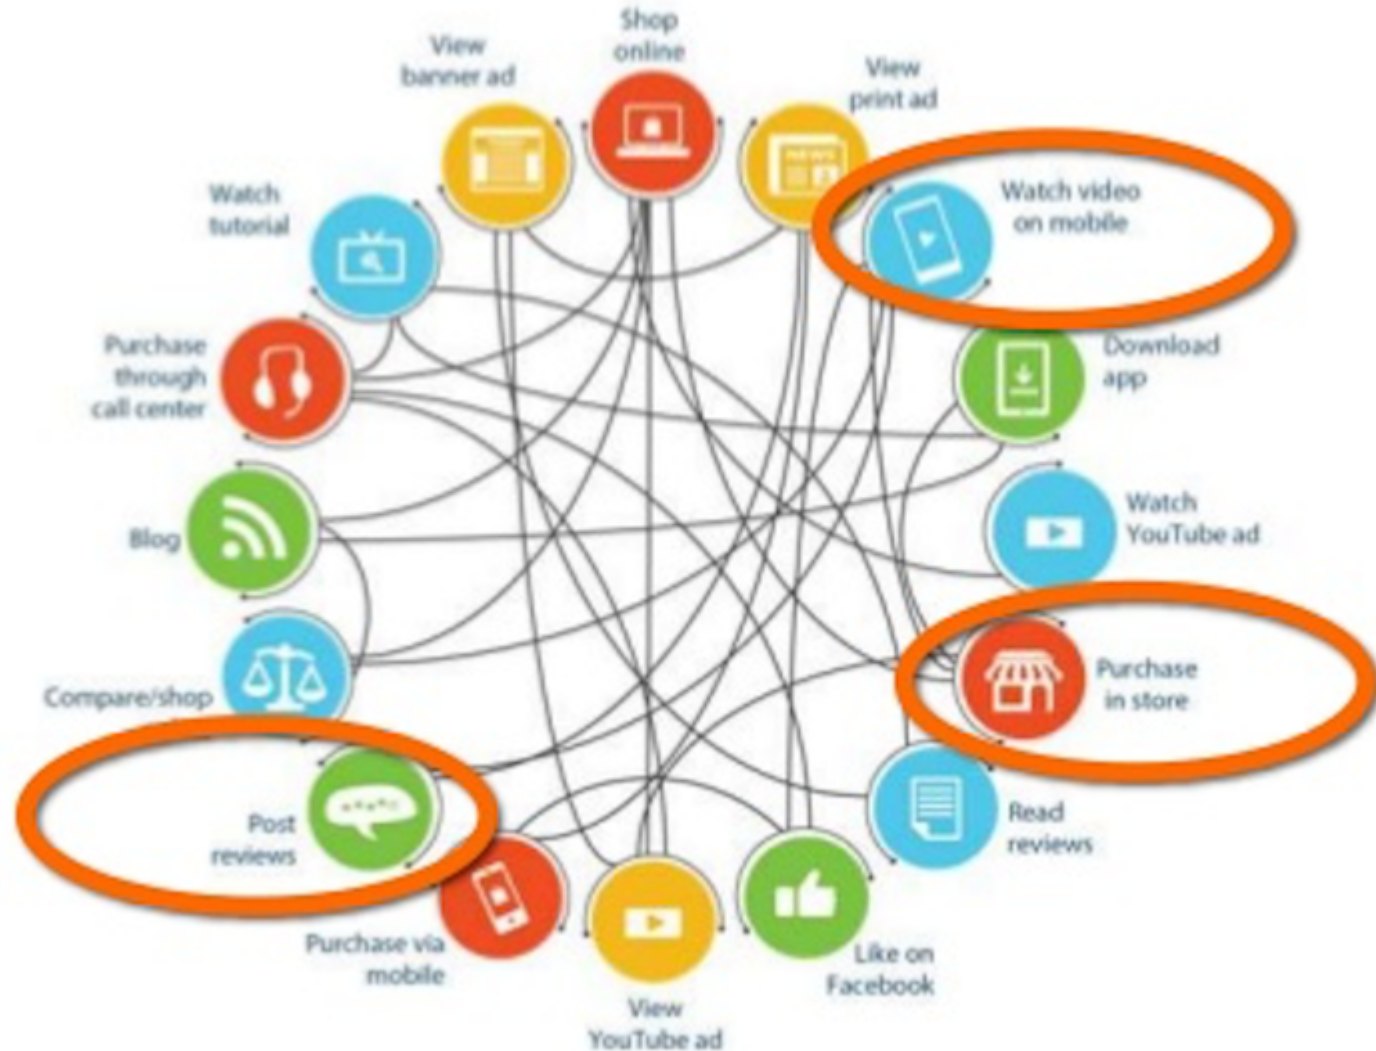 Shop
online
View
banner ad
View
print ad
NEWS
Watch video
on mobile
Watch
tutorial
Download
app
Purchase
through
call center
Watch
YouTube ad
Blog
Purchase
in store
Compare/shop
Post
reviews
Read
reviews
Purchase via
mobile
Like on
Facebook
View
YouTube ad